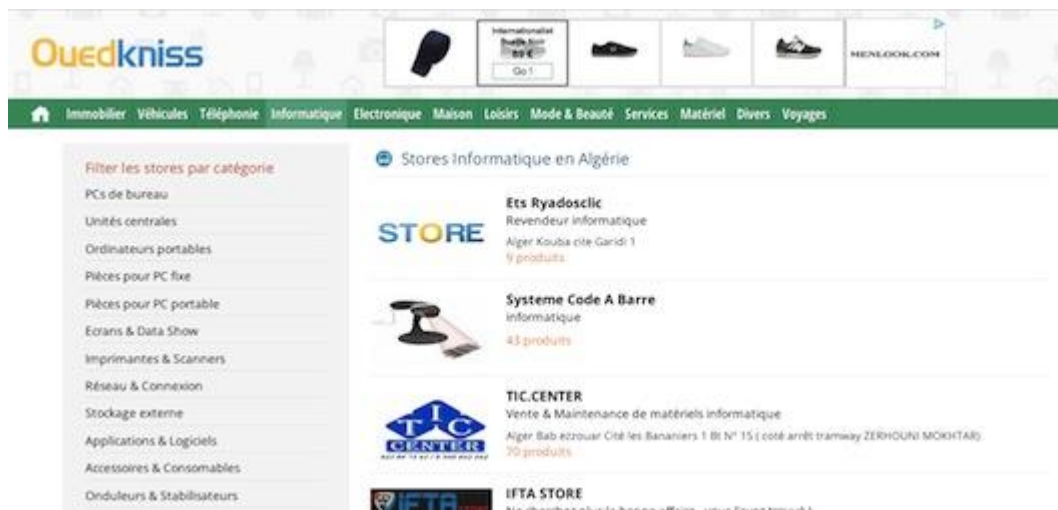 Ouedkniss
Internationaliet
89 €
Go !
MENLOOK.COM
Immobilier Véhicules Téléphonie Informatique Electronique Maison Loisirs Mode & Beauté Services Matériel Divers Voyages
Filter les stores par catégorie
PCs de bureau
Unités centrales
Ordinateurs portables
Pièces pour PC fixe
Pièces pour PC portable
Ecrans & Data Show
Imprimantes & Scanners
Réseau & Connexion
Stockage externe
Applications & Logiciels
Accessoires & Consomables
Onduleurs & Stabilisateurs
Stores Informatique en Algérie
STORE
Ets Ryadosclic
Revendeur informatique
Alger Kouba cite Garidi 1
9 produits
Systeme Code A Barre
informatique
43 produits
TIC
CENTER
TIC.CENTER
Vente & Maintenance de matériels informatique
Alger Bab ezzouar Cité les Bananiers 1 Bt N° 15 ( coté arrêt tramway ZERHOUNI MOKHTAR)
70 produits
IFTA
IFTA STORE